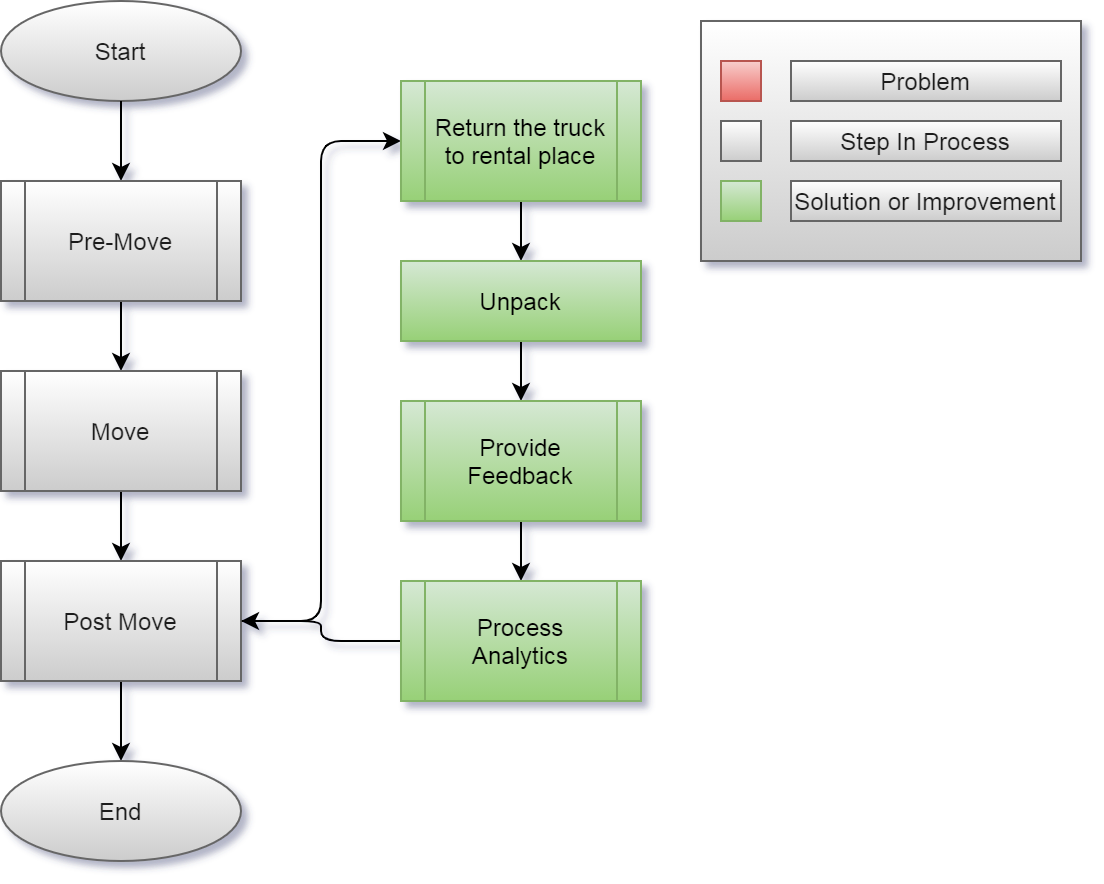 Start
Pre-Move
Move
Post Move
End
Return the truck
to rental place
Unpack
Provide
Feedback
Process
Analytics
Problem
Step In Process
Solution or Improvement